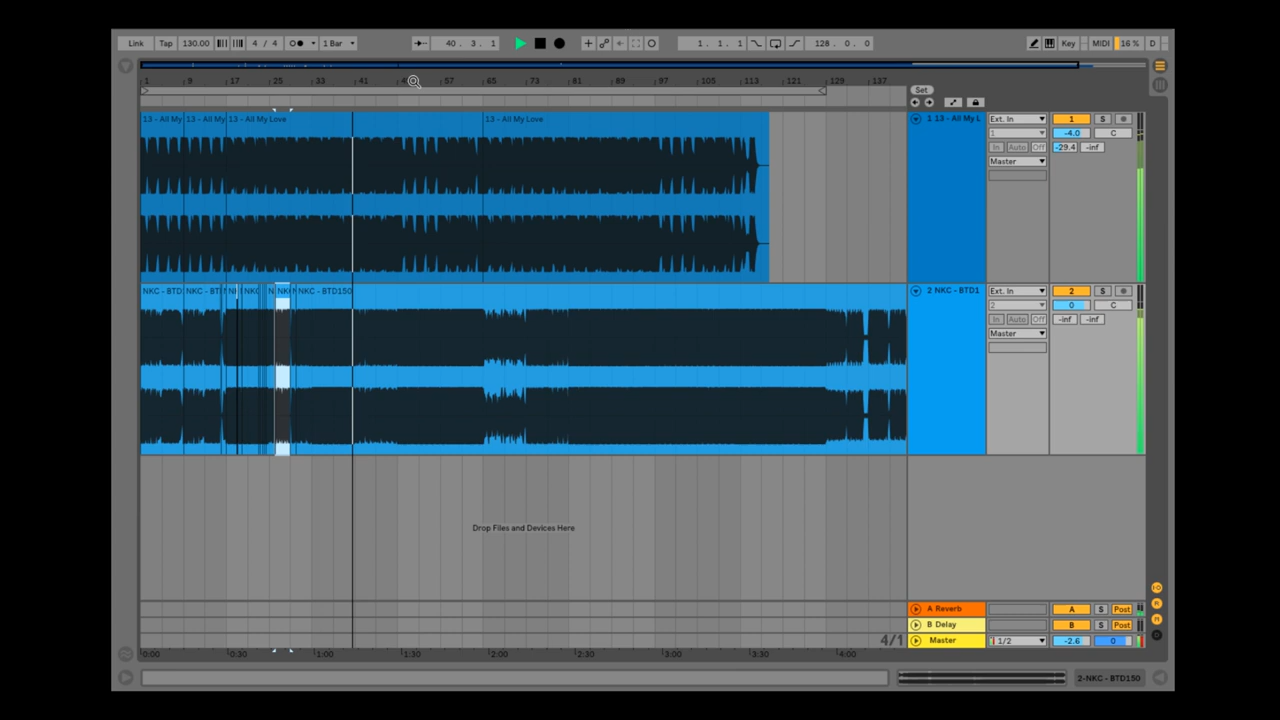 Link Tap 130.00 4 / 4 1 Bar 40 . 3 . 1 1 . 1 . 1 128 . 0 . 0 Key MIDI 16 % D
1 9 17 25 33 41 57 65 73 81 89 97 105 113 121 129 137
Set
13 - All My 13 - All My 13 - All My Love 13 - All My Love 1 13 - All My L Ext. In 1 S
1 -4.0 C
In Auto Off -29.4 -inf
Master
NKC - BTD NKC - BT NKC - BTD150 2 NKC - BTD1 Ext. In 2 S
2 0 C
In Auto Off -inf -inf
Master
Drop Files and Devices Here
A Reverb A S Post
B Delay B S Post
4/1 Master 1/2 -2.6 0
0:00 0:30 1:00 1:30 2:00 2:30 3:00 3:30 4:00
2-NKC - BTD150